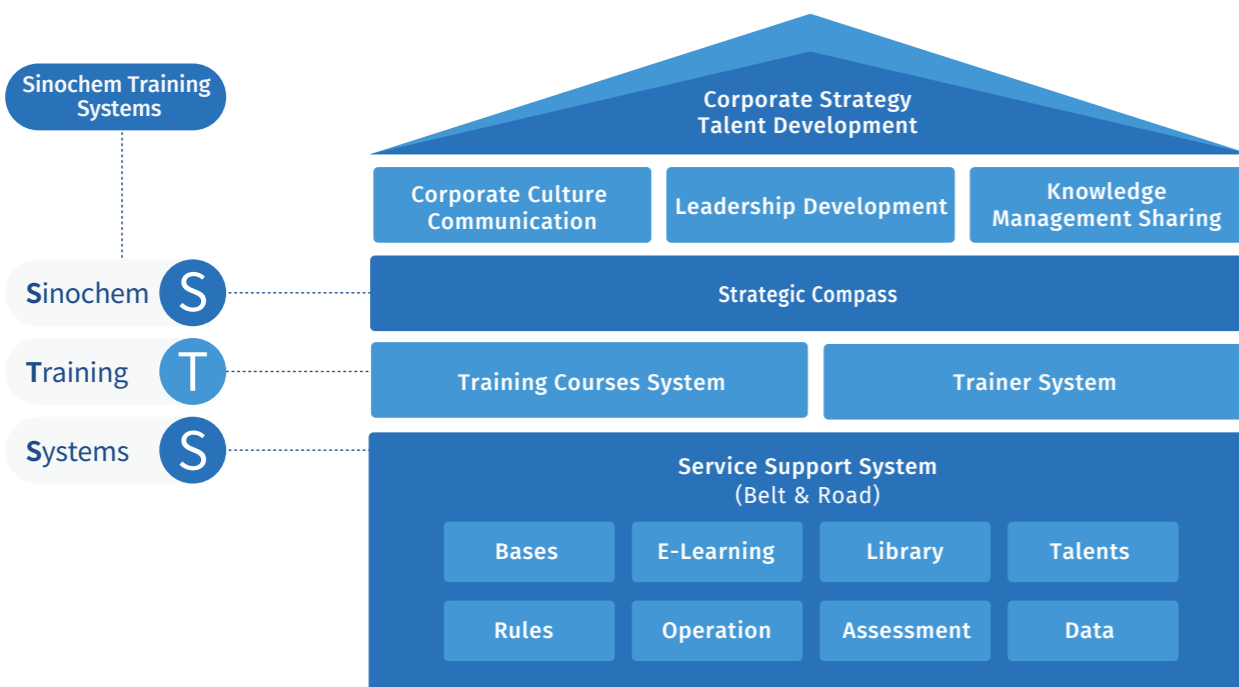 Sinochem Training
Systems
Corporate Strategy
Talent Development
Corporate Culture
Communication
Leadership Development
Knowledge
Management Sharing
Sinochem S
Strategic Compass
Training T
Training Courses System
Trainer System
Systems S
Service Support System
(Belt & Road)
Bases
E-Learning
Library
Talents
Rules
Operation
Assessment
Data